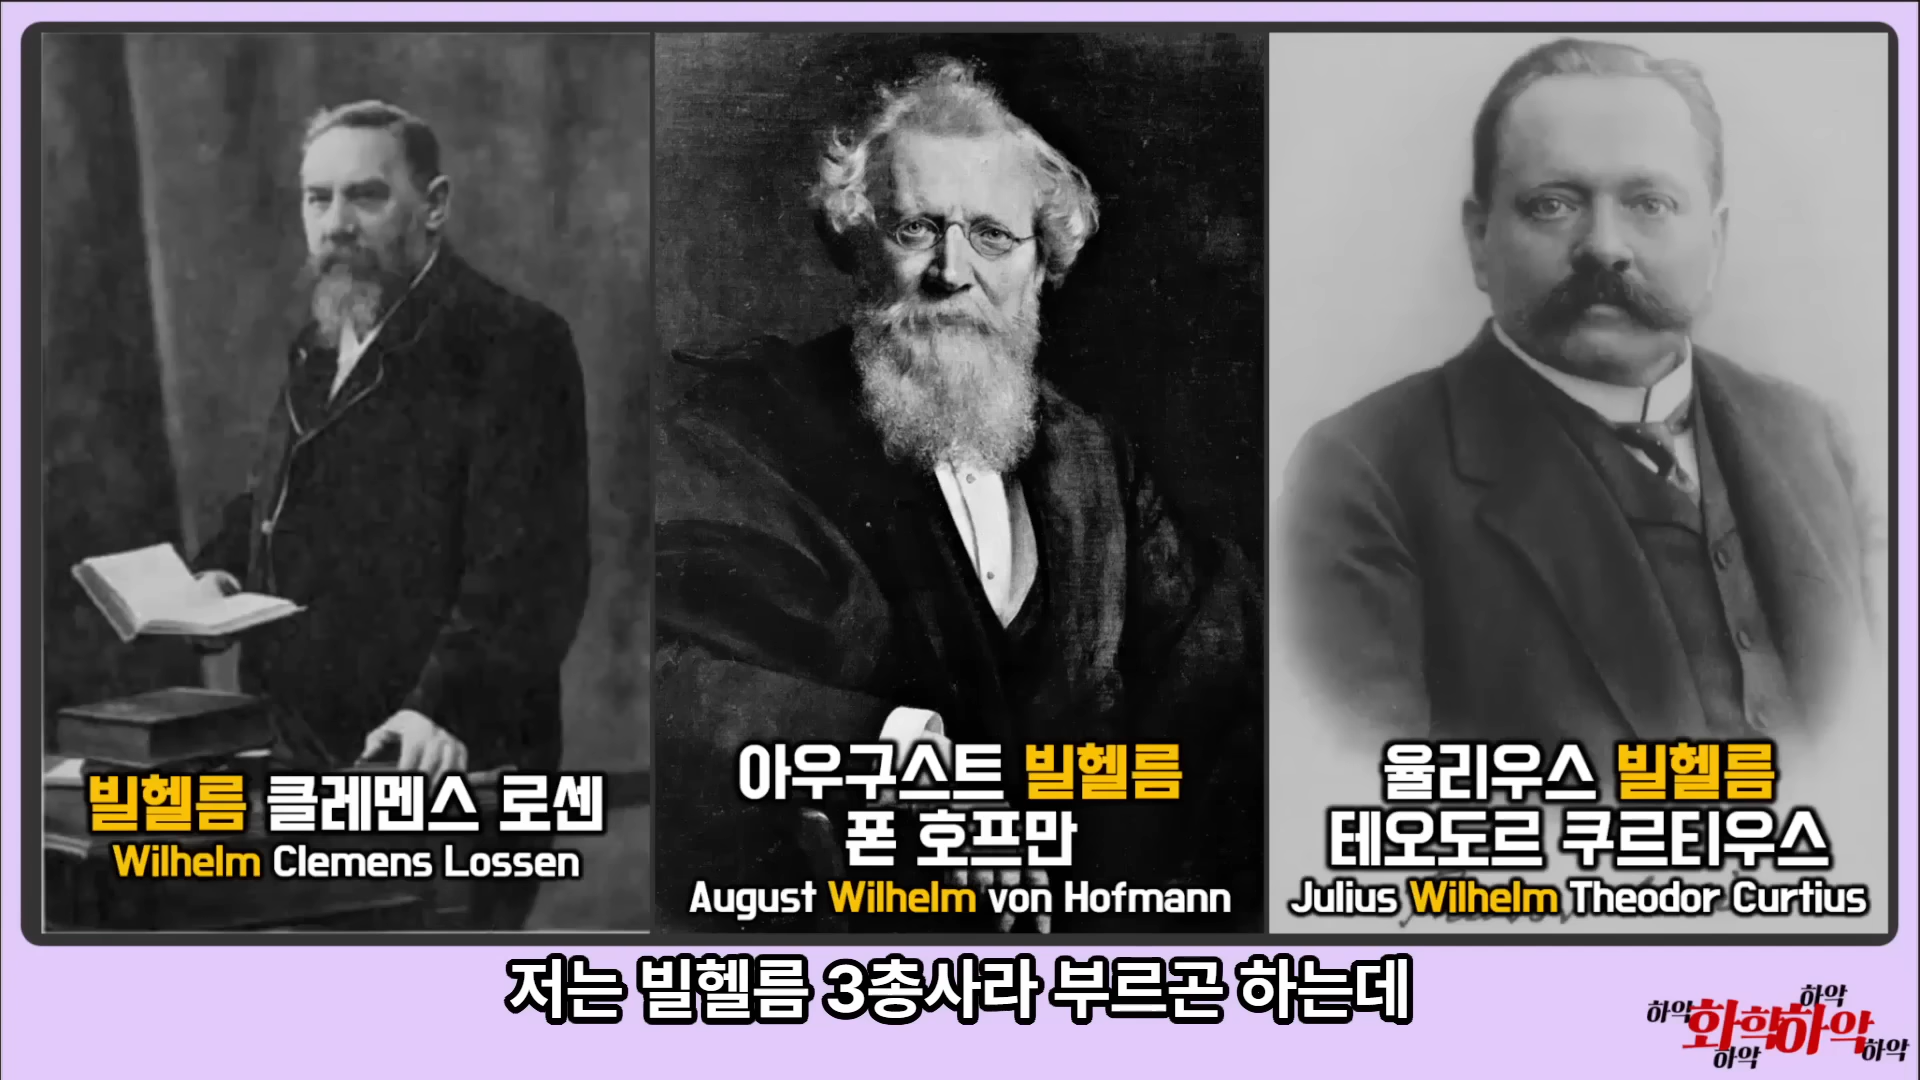 빌헬름 클레멘스 로센
Wilhelm Clemens Lossen
아우구스트 빌헬름
폰 호프만
August Wilhelm von Hofmann
율리우스 빌헬름
테오도르 쿠르티우스
Julius Wilhelm Theodor Curtius
저는 빌헬름 3총사라 부르곤 하는데
하악
하악 화학하악
하악 하악